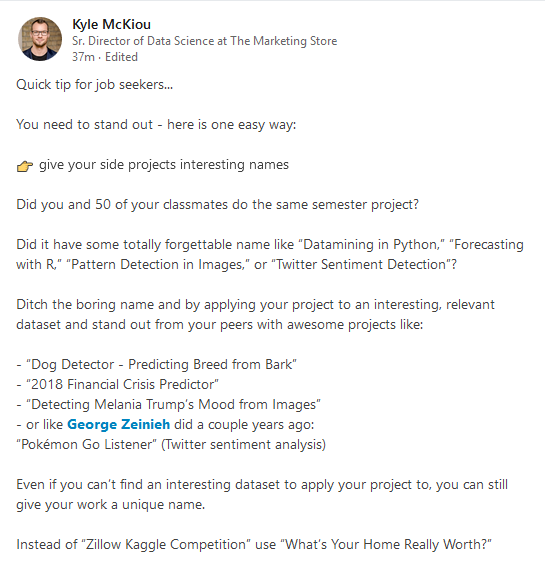 Kyle McKiou
Sr. Director of Data Science at The Marketing Store
37m · Edited
Quick tip for job seekers...
You need to stand out - here is one easy way:
👉 give your side projects interesting names
Did you and 50 of your classmates do the same semester project?
Did it have some totally forgettable name like “Datamining in Python,” “Forecasting
with R,” “Pattern Detection in Images,” or “Twitter Sentiment Detection”?
Ditch the boring name and by applying your project to an interesting, relevant
dataset and stand out from your peers with awesome projects like:
- “Dog Detector - Predicting Breed from Bark”
- “2018 Financial Crisis Predictor”
- “Detecting Melania Trump’s Mood from Images”
- or like George Zeinieh did a couple years ago:
“Pokémon Go Listener” (Twitter sentiment analysis)
Even if you can’t find an interesting dataset to apply your project to, you can still
give your work a unique name.
Instead of “Zillow Kaggle Competition” use “What’s Your Home Really Worth?”